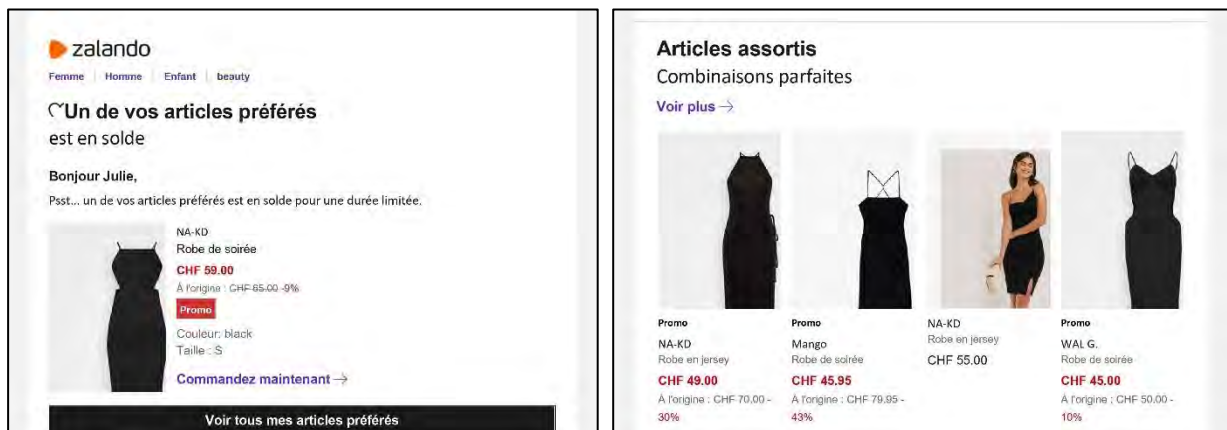 zalando
Femme Homme Enfant beauty
Un de vos articles préférés
est en solde
Bonjour Julie,
Psst... un de vos articles préférés est en solde pour une durée limitée.
NA-KD
Robe de soirée
CHF 59.00
À l'origine : CHF 65.00 -9%
Promo
Couleur: black
Taille : S
Commandez maintenant →
Voir tous mes articles préférés
Articles assortis
Combinaisons parfaites
Voir plus →
Promo
NA-KD
Robe en jersey
CHF 49.00
À l'origine : CHF 70.00 -
30%
Promo
Mango
Robe de soirée
CHF 45.95
À l'origine : CHF 79.95 -
43%
NA-KD
Robe en jersey
CHF 55.00
Promo
WAL G.
Robe de soirée
CHF 45.00
À l'origine : CHF 50.00 -
10%